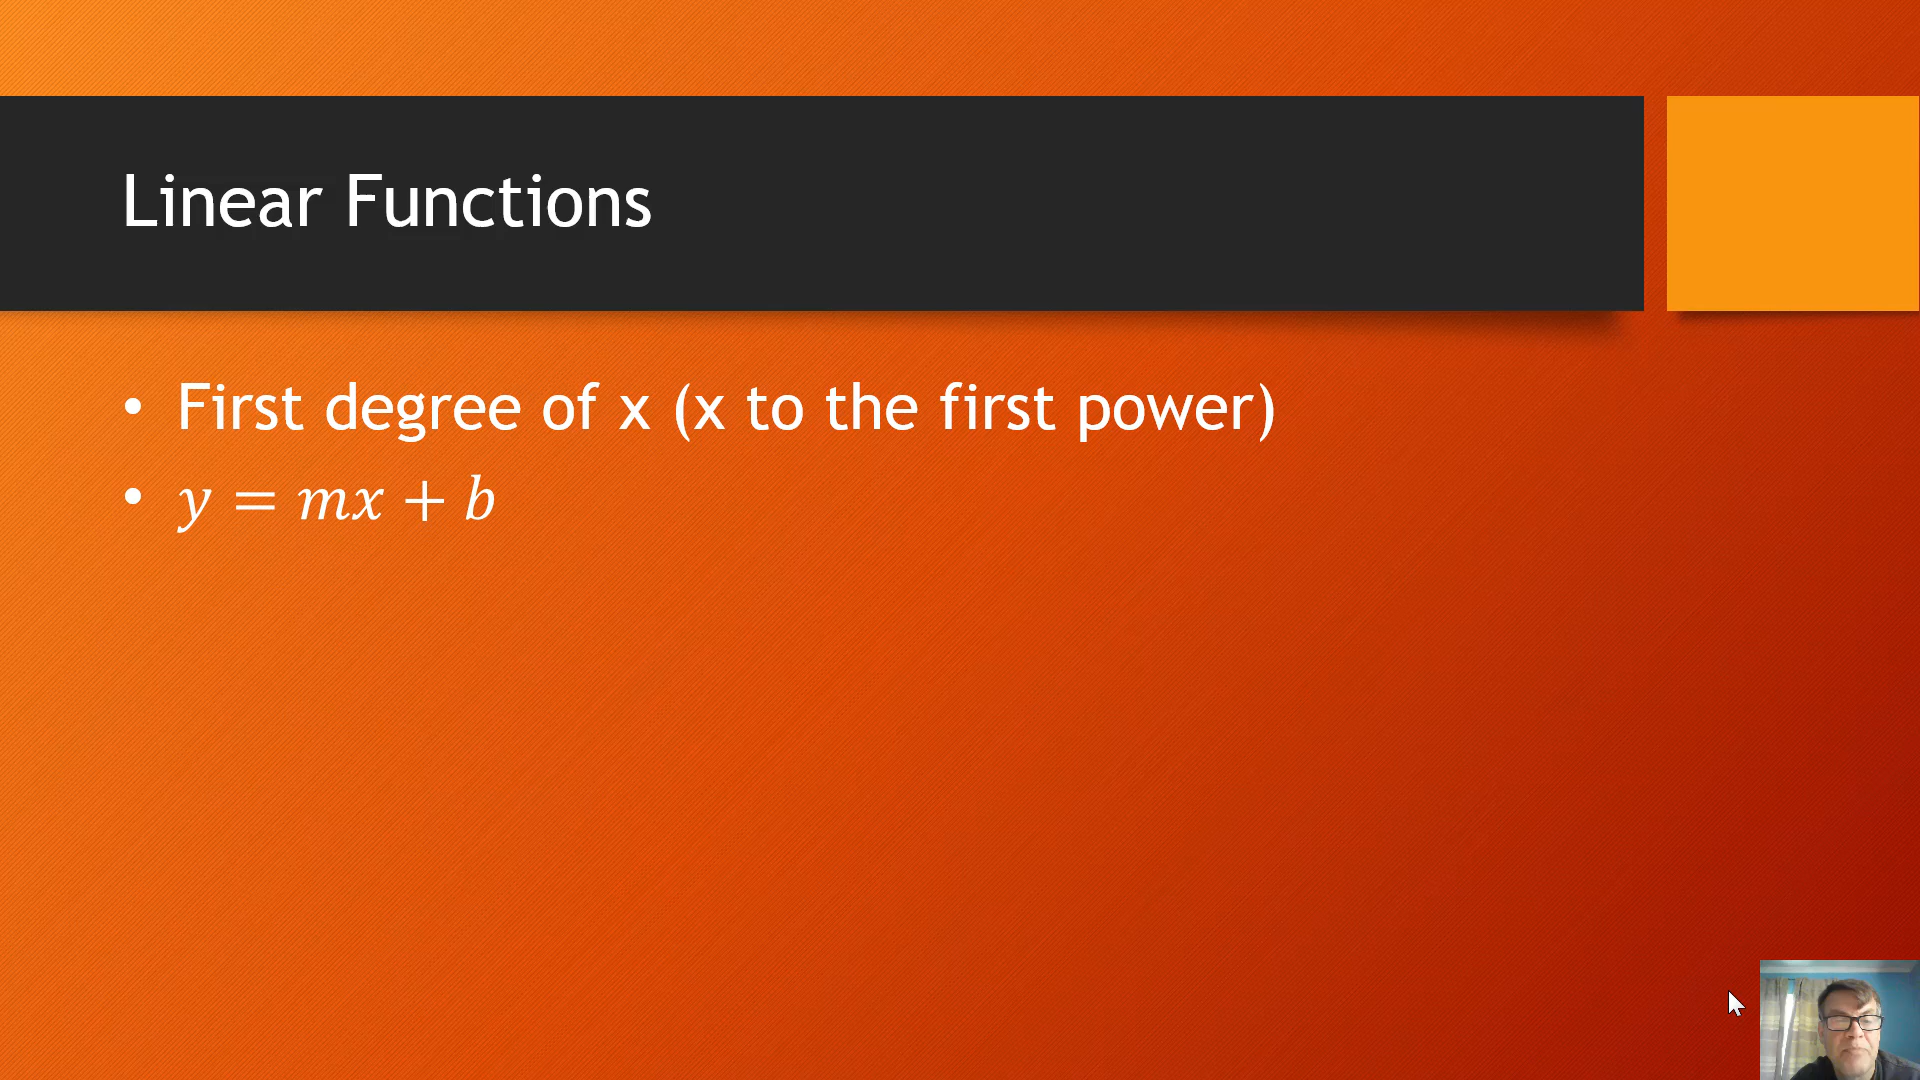 Linear Functions
• First degree of x (x to the first power)
• y = mx + b